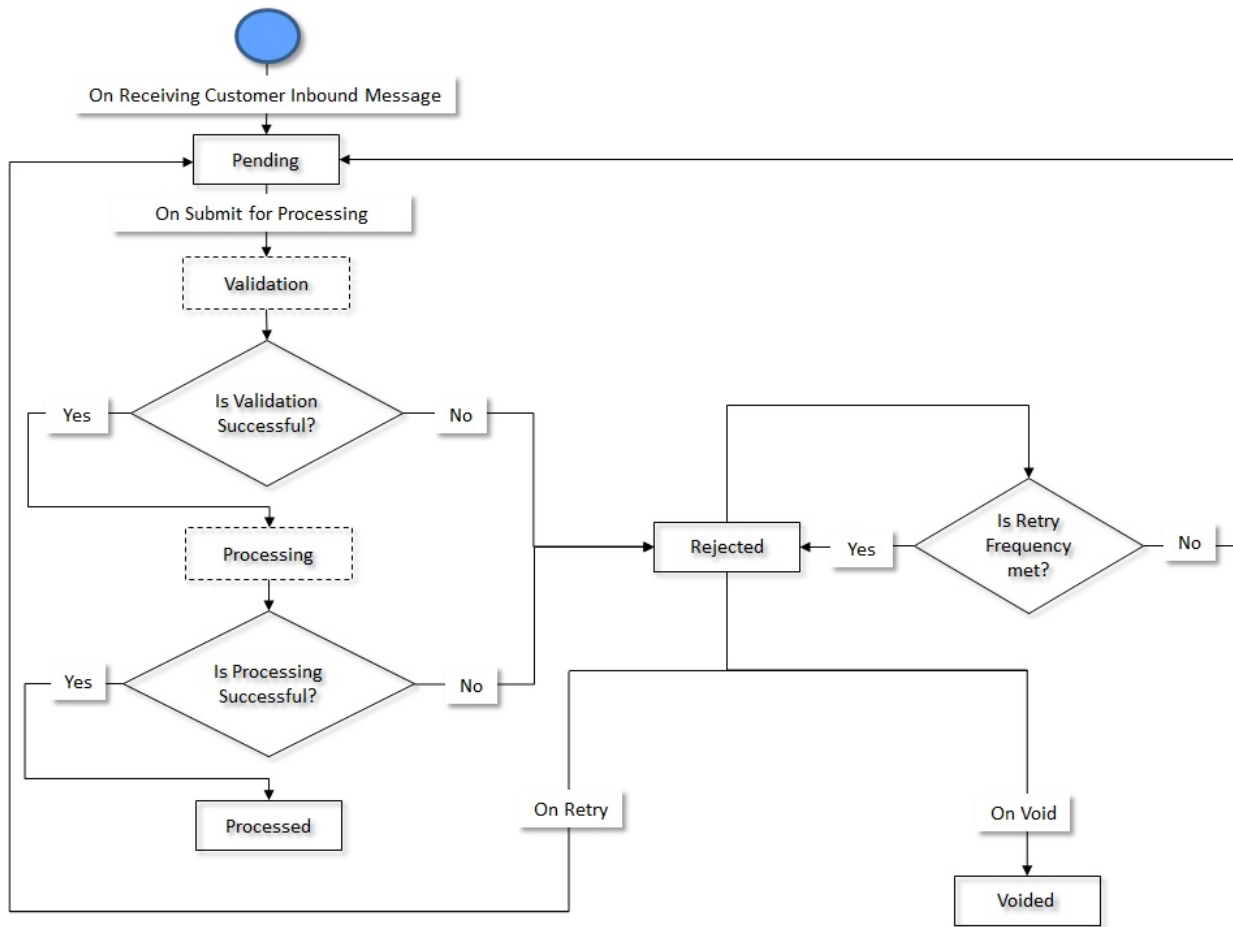 On Receiving Customer Inbound Message
Pending
On Submit for Processing
Validation
Is Validation
Successful?
Yes
No
Processing
Rejected
Yes
Is Retry
Frequency
met?
No
Is Processing
Successful?
Yes
No
On Retry
On Void
Processed
Voided